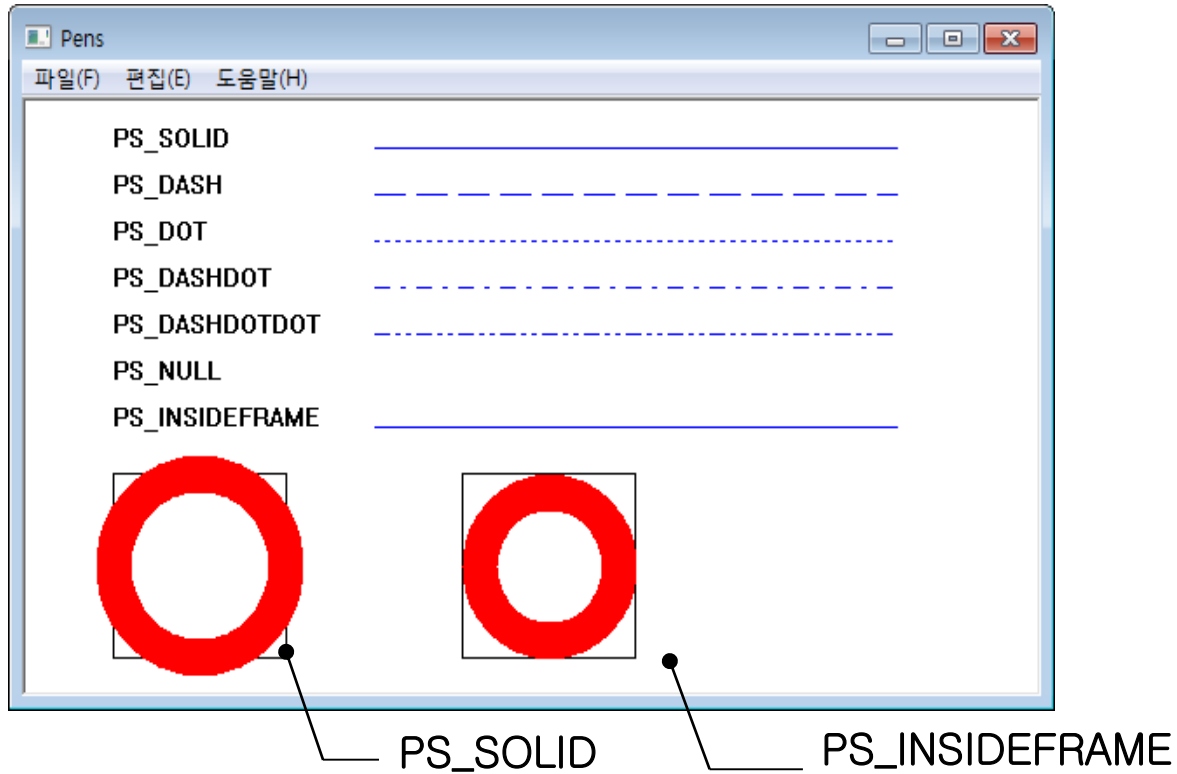 Pens
파일(F) 편집(E) 도움말(H)
PS_SOLID
PS_DASH
PS_DOT
PS_DASHDOT
PS_DASHDOTDOT
PS_NULL
PS_INSIDEFRAME
PS_SOLID
PS_INSIDEFRAME